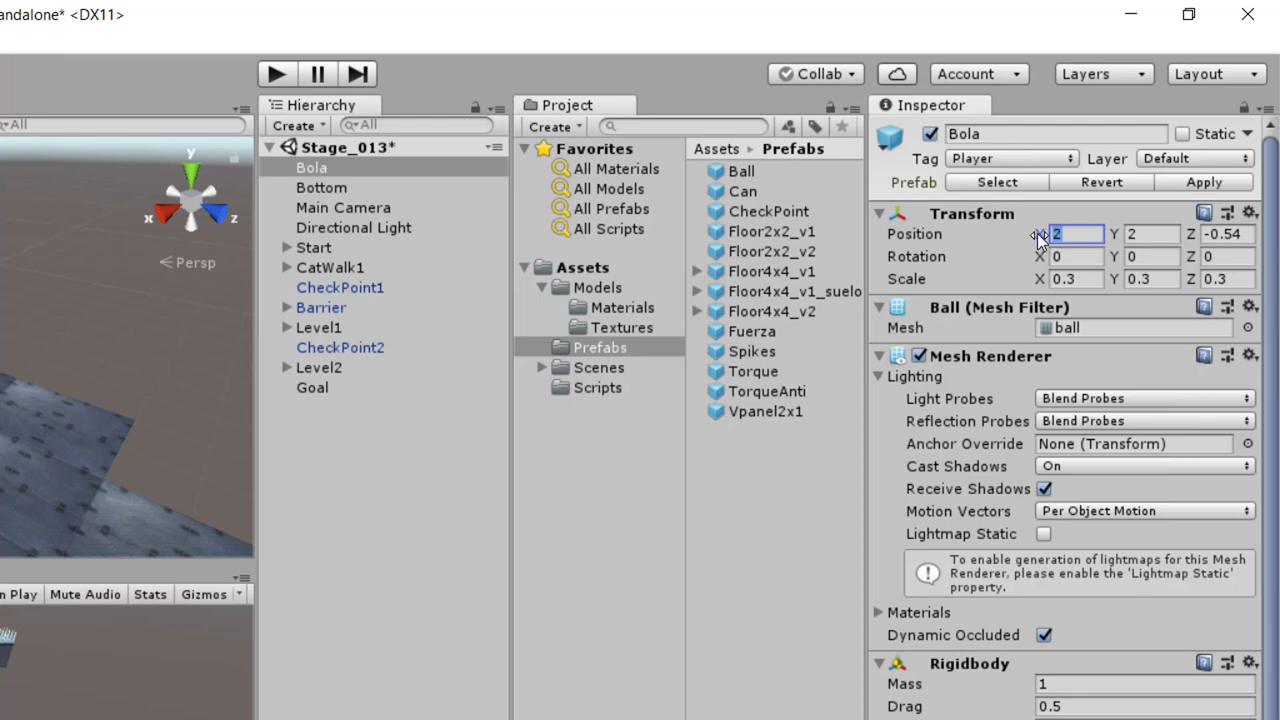 andalone* <DX11>
Collab
Account
Layers
Layout
Hierarchy
Project
Inspector
All
Create
All
Create
Bola
Static
Tag
Player
Layer
Default
Prefab
Select
Revert
Apply
Stage_013*
Bola
Bottom
Main Camera
Directional Light
Start
CatWalk1
CheckPoint1
Barrier
Level1
CheckPoint2
Level2
Goal
Favorites
All Materials
All Models
All Prefabs
All Scripts
Assets
Models
Materials
Textures
Prefabs
Scenes
Scripts
Assets
Prefabs
Ball
Can
CheckPoint
Floor2x2_v1
Floor2x2_v2
Floor4x4_v1
Floor4x4_v1_suelo
Floor4x4_v2
Fuerza
Spikes
Torque
TorqueAnti
Vpanel2x1
Transform
Position
2 Y 2 Z -0.54
Rotation
X 0 Y 0 Z 0
Scale
X 0.3 Y 0.3 Z 0.3
Ball (Mesh Filter)
Mesh
ball
Mesh Renderer
Lighting
Light Probes
Blend Probes
Reflection Probes
Blend Probes
Anchor Override
None (Transform)
Cast Shadows
On
Receive Shadows
Motion Vectors
Per Object Motion
Lightmap Static
To enable generation of lightmaps for this Mesh
Renderer, please enable the 'Lightmap Static'
property.
Materials
Dynamic Occluded
Rigidbody
Mass
1
Drag
0.5
y
x
z
Persp
n Play
Mute Audio
Stats
Gizmos